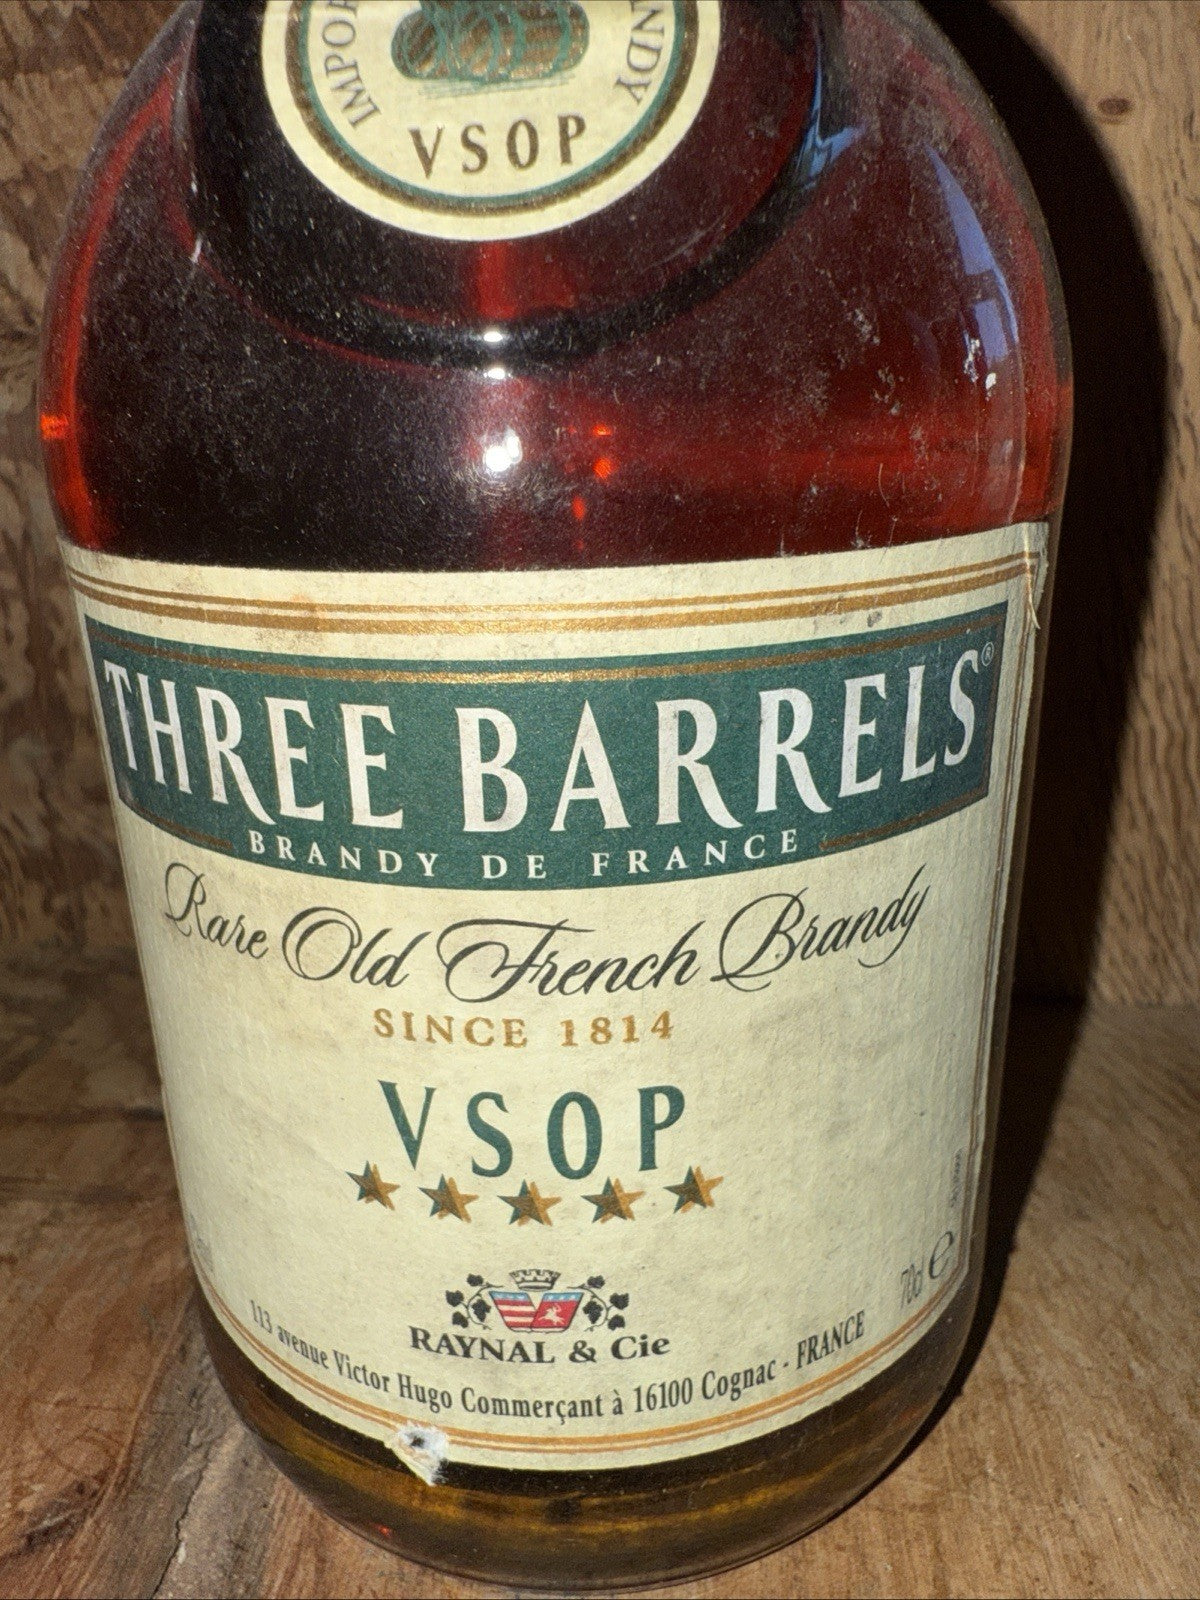 VSOP
THREE BARRELS®
BRANDY DE FRANCE
Rare Old French Brandy
SINCE 1814
VSOP
70cl e
RAYNAL & Cie
113 avenue Victor Hugo Commerçant à 16100 Cognac - FRANCE